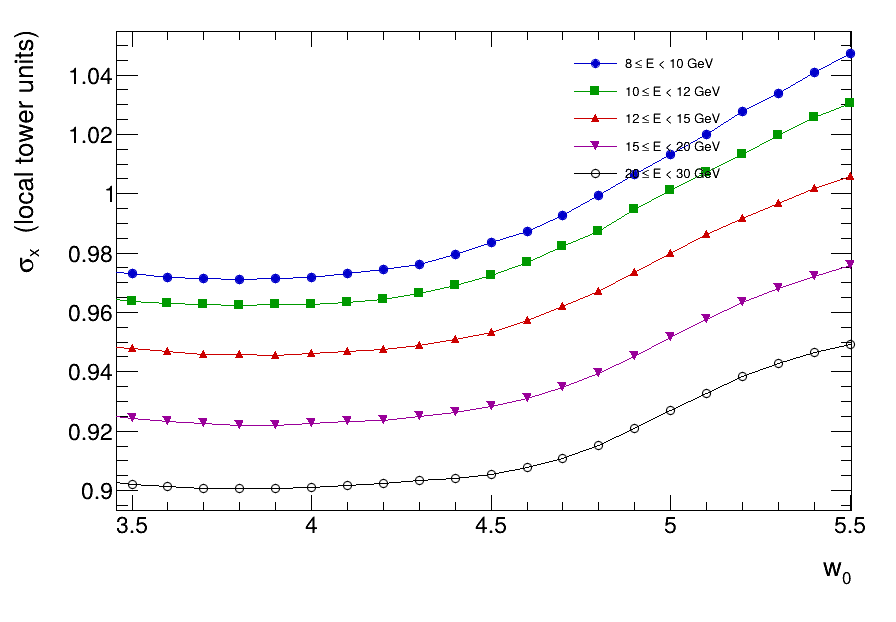 σx (local tower units)
1.04
1.02
1
0.98
0.96
0.94
0.92
0.9
8 ≤ E < 10 GeV
10 ≤ E < 12 GeV
12 ≤ E < 15 GeV
15 ≤ E < 20 GeV
20 ≤ E < 30 GeV
3.5 4 4.5 5 5.5
w0